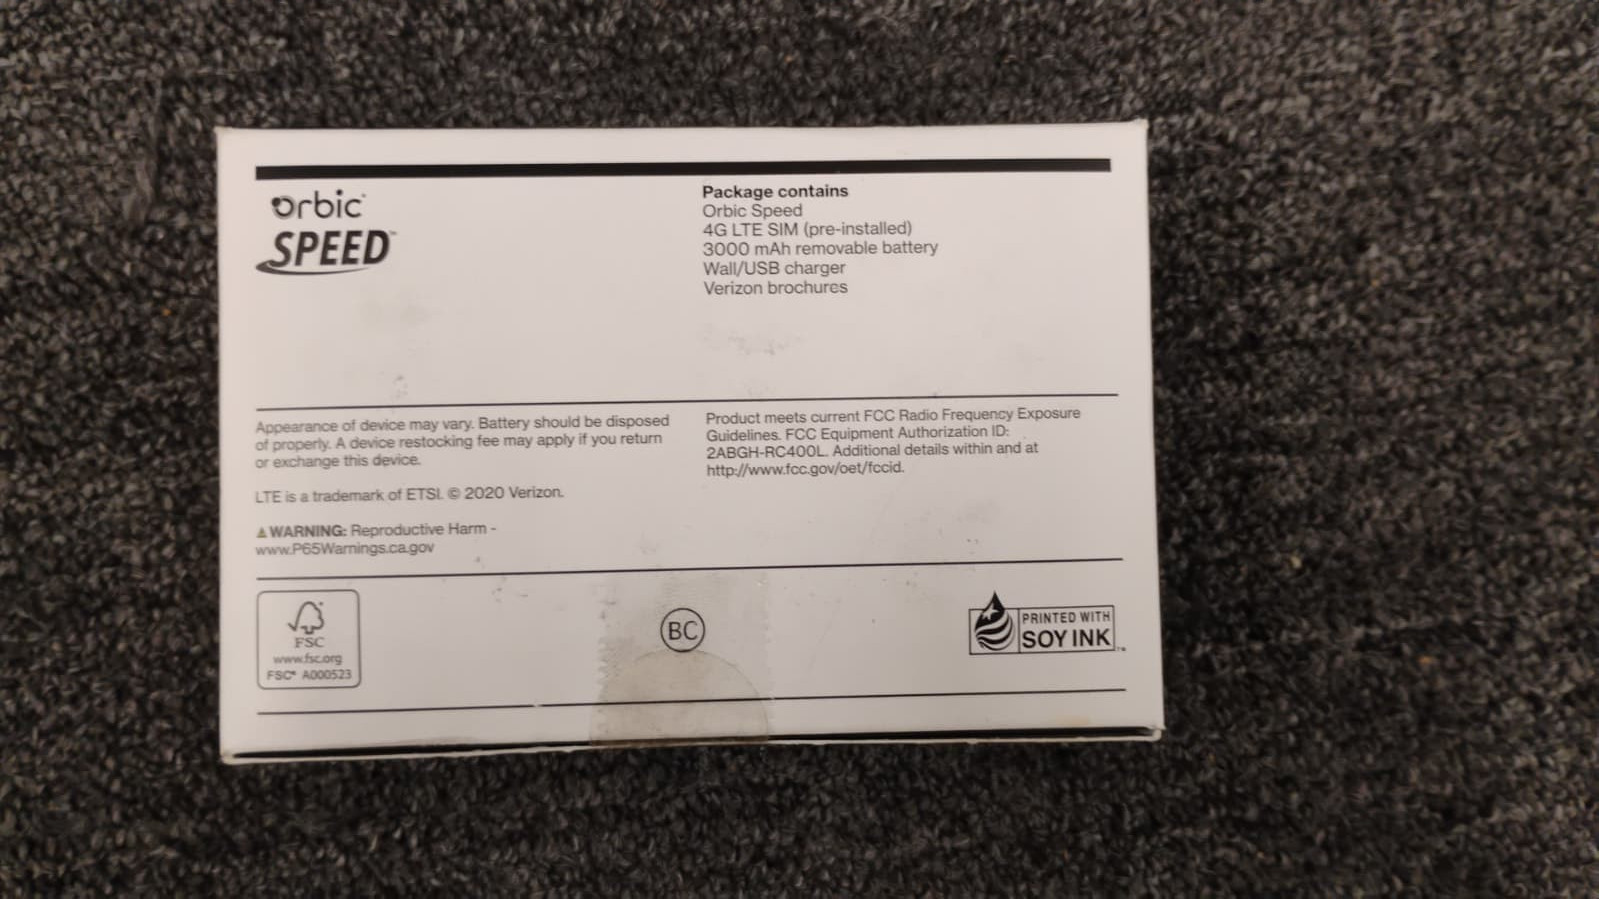 Orbic
SPEED™
Package contains
Orbic Speed
4G LTE SIM (pre-installed)
3000 mAh removable battery
Wall/USB charger
Verizon brochures
Appearance of device may vary. Battery should be disposed
of properly. A device restocking fee may apply if you return
or exchange this device.
LTE is a trademark of ETSI. © 2020 Verizon.
⚠WARNING: Reproductive Harm -
www.P65Warnings.ca.gov
Product meets current FCC Radio Frequency Exposure
Guidelines. FCC Equipment Authorization ID:
2ABGH-RC400L. Additional details within and at
http://www.fcc.gov/oet/fccid.
FSC
www.fsc.org
FSC® A000523
BC
PRINTED WITH
SOY INK™